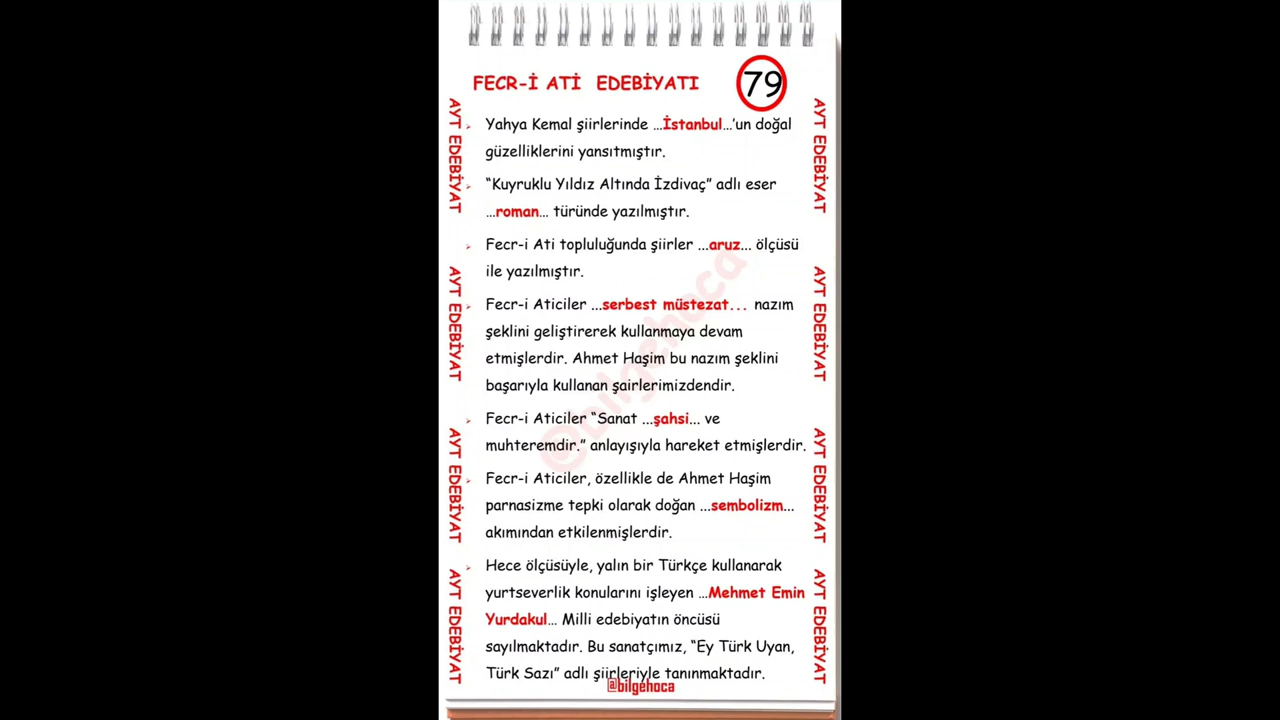 FECR-İ ATİ EDEBİYATI
79
Yahya Kemal şiirlerinde …İstanbul…’un doğal
güzelliklerini yansıtmıştır.
“Kuyruklu Yıldız Altında İzdivaç” adlı eser
…roman… türünde yazılmıştır.
Fecr-i Ati topluluğunda şiirler ...aruz... ölçüsü
ile yazılmıştır.
Fecr-i Aticiler ...serbest müstezat... nazım
şeklini geliştirerek kullanmaya devam
etmişlerdir. Ahmet Haşim bu nazım şeklini
başarıyla kullanan şairlerimizdendir.
Fecr-i Aticiler “Sanat ...şahsi... ve
muhteremdir.” anlayışıyla hareket etmişlerdir.
Fecr-i Aticiler, özellikle de Ahmet Haşim
parnasizme tepki olarak doğan ...sembolizm...
akımından etkilenmişlerdir.
Hece ölçüsüyle, yalın bir Türkçe kullanarak
yurtseverlik konularını işleyen …Mehmet Emin
Yurdakul… Milli edebiyatın öncüsü
sayılmaktadır. Bu sanatçımız, “Ey Türk Uyan,
Türk Sazı” adlı şiirleriyle tanınmaktadır.
@bilgehoca
@bilgehoca
AYT EDEBİYAT
AYT EDEBİYAT
AYT EDEBİYAT
AYT EDEBİYAT
AYT EDEBİYAT
AYT EDEBİYAT
AYT EDEBİYAT
AYT EDEBİYAT